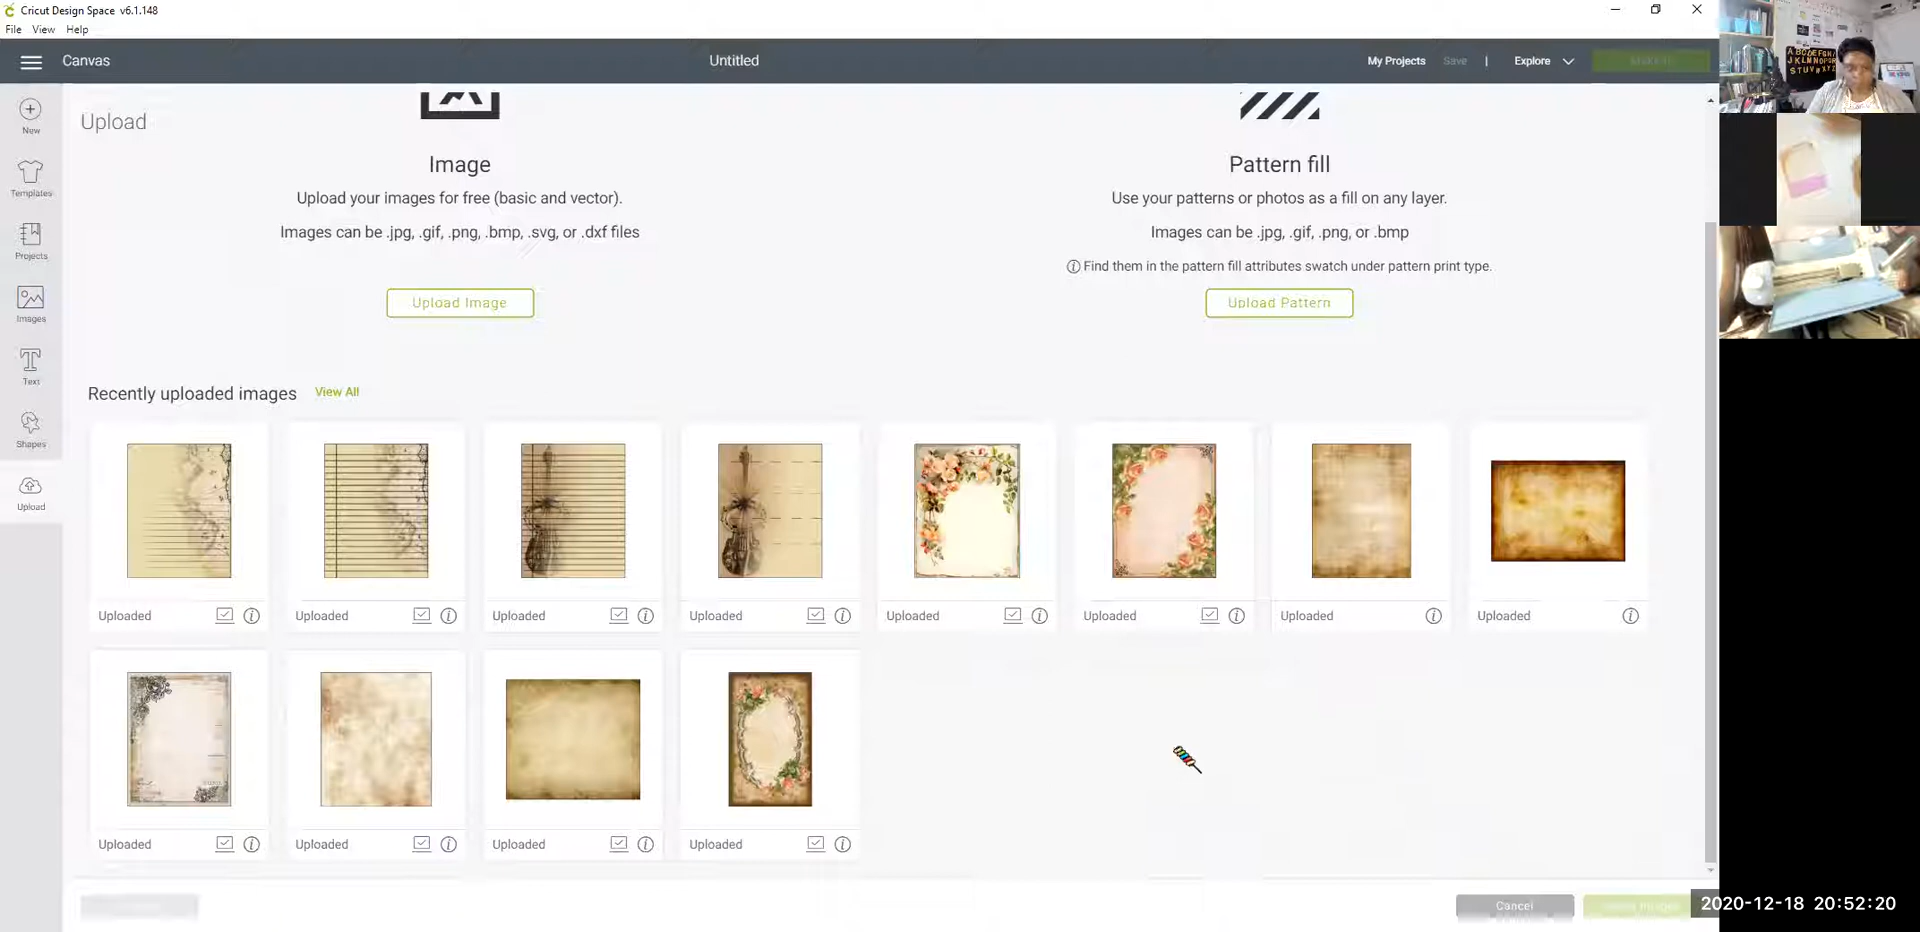 Cricut Design Space v6.1.148
File View Help
Canvas
Untitled
My Projects Save | Explore
New
Templates
Projects
Images
Text
Shapes
Upload
Upload
Image
Upload your images for free (basic and vector).
Images can be .jpg, .gif, .png, .bmp, .svg, or .dxf files
Upload Image
Pattern fill
Use your patterns or photos as a fill on any layer.
Images can be .jpg, .gif, .png, or .bmp
Find them in the pattern fill attributes swatch under pattern print type.
Upload Pattern
Recently uploaded images View All
Uploaded Uploaded Uploaded Uploaded Uploaded Uploaded Uploaded Uploaded
Uploaded Uploaded Uploaded Uploaded
Cancel
2020-12-18 20:52:20